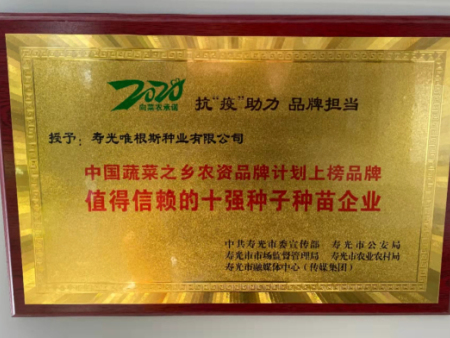 2020
向菜农承诺
抗“疫”助力 品牌担当
授予：寿光唯根斯种业有限公司
中国蔬菜之乡农资品牌计划上榜品牌
值得信赖的十强种子种苗企业
中共寿光市委宣传部 寿光市公安局
寿光市市场监督管理局 寿光市农业农村局
寿光市融媒体中心（传媒集团）